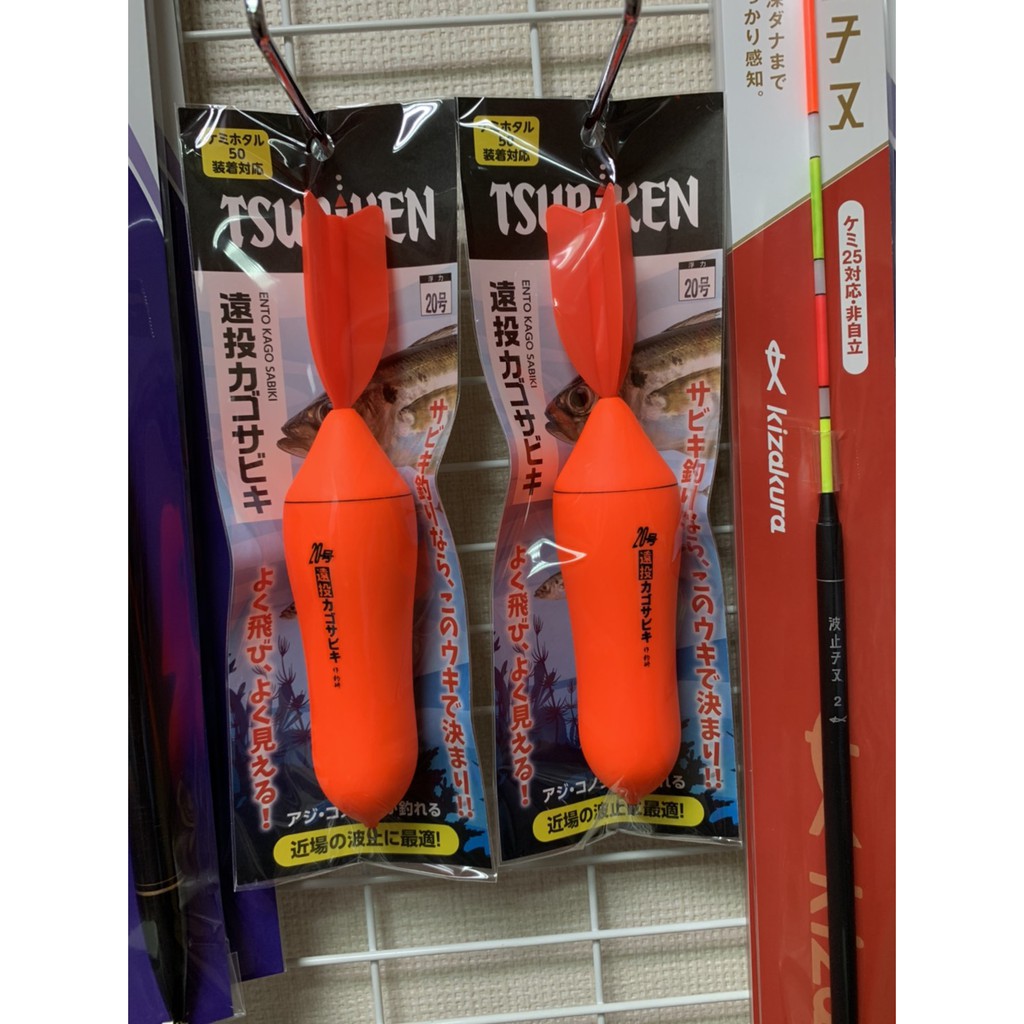 ケミホタル
50
装着対応
TSURIKEN
浮力
20号
ENTO KAGO SABIKI
遠投カゴサビキ
サビキ釣りなら、このウキで決まり!!
よく飛び、よく見える!
20号
遠投カゴサビキ
アジ・コノ
釣れる
近場の波止に最適!
ケミホタル
50
装着対応
TSURIKEN
浮力
20号
ENTO KAGO SABIKI
遠投カゴサビキ
サビキ釣りなら、このウキで決まり!!
よく飛び、よく見える!
20号
遠投カゴサビキ
アジ・コノ
釣れる
近場の波止に最適!
深ダナまで
っかり感知。
チヌ
ケミ25対応・非自立
kizakura
波止チヌ
2
kiza